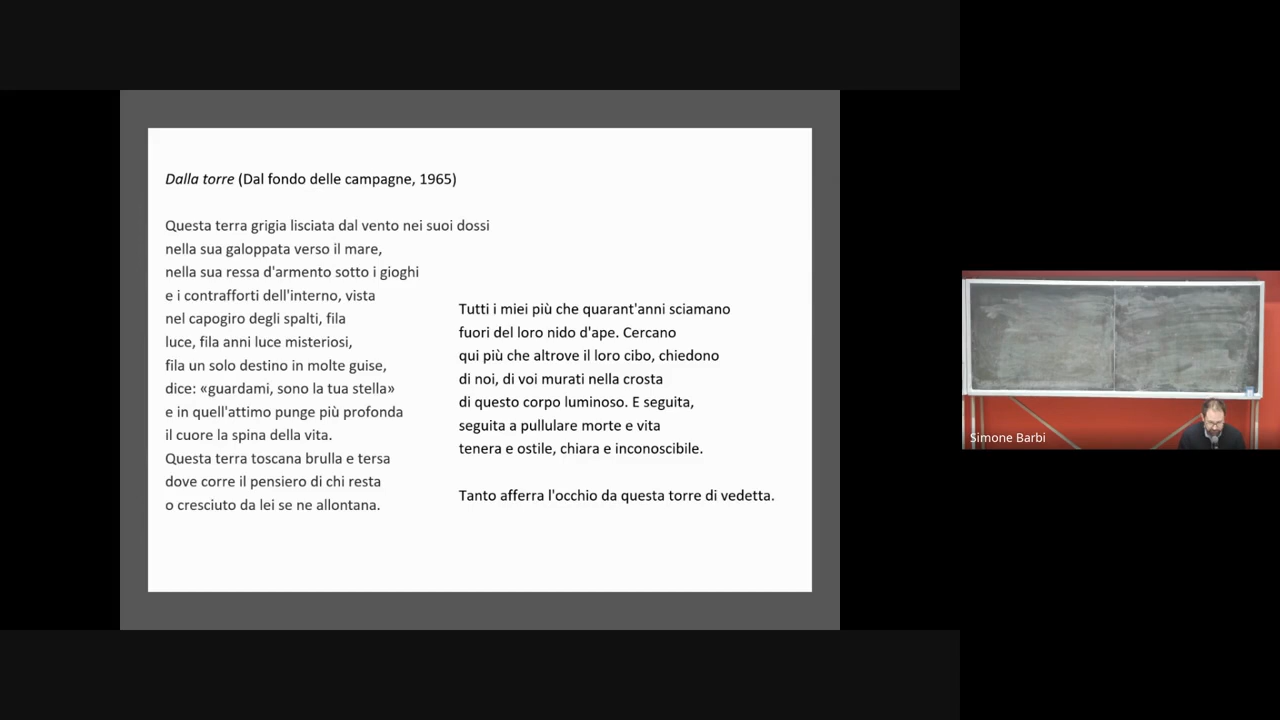 Dalla torre (Dal fondo delle campagne, 1965)
Questa terra grigia lisciata dal vento nei suoi dossi
nella sua galoppata verso il mare,
nella sua ressa d'armento sotto i gioghi
e i contrafforti dell'interno, vista
nel capogiro degli spalti, fila
luce, fila anni luce misteriosi,
fila un solo destino in molte guise,
dice: «guardami, sono la tua stella»
e in quell'attimo punge più profonda
il cuore la spina della vita.
Questa terra toscana brulla e tersa
dove corre il pensiero di chi resta
o cresciuto da lei se ne allontana.
Tutti i miei più che quarant'anni sciamano
fuori del loro nido d'ape. Cercano
qui più che altrove il loro cibo, chiedono
di noi, di voi murati nella crosta
di questo corpo luminoso. E seguita,
seguita a pullulare morte e vita
tenera e ostile, chiara e inconoscibile.
Tanto afferra l'occhio da questa torre di vedetta.
Simone Barbi